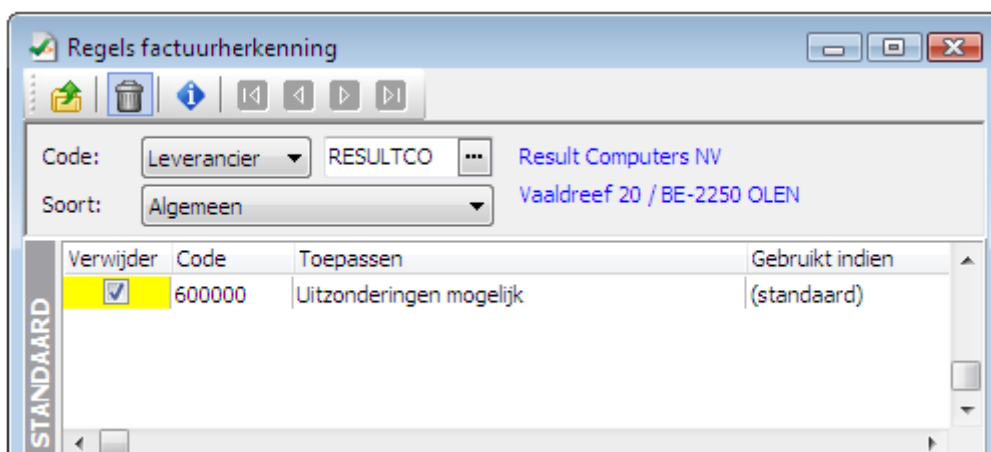 Regels factuurherkenning
Code: Leverancier RESULTCO ... Result Computers NV
Vaaldreef 20 / BE-2250 OLEN
Soort: Algemeen
Verwijder Code Toepassen Gebruikt indien
600000 Uitzonderingen mogelijk (standaard)
STANDAARD